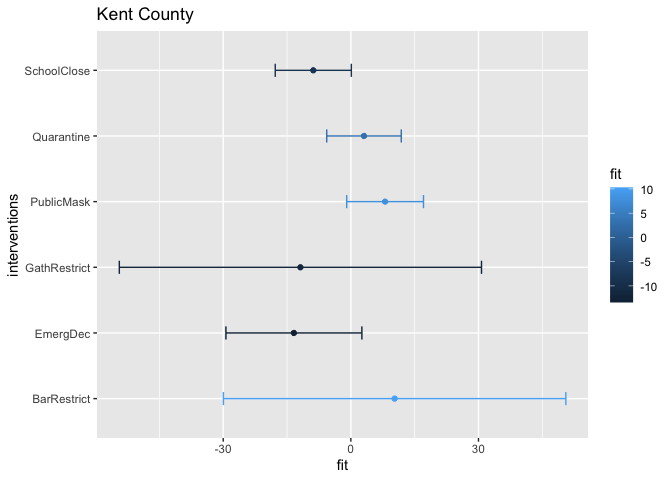 Kent County
interventions
SchoolClose
Quarantine
PublicMask
GathRestrict
EmergDec
BarRestrict
-30
0
30
fit
fit
10
5
0
-5
-10